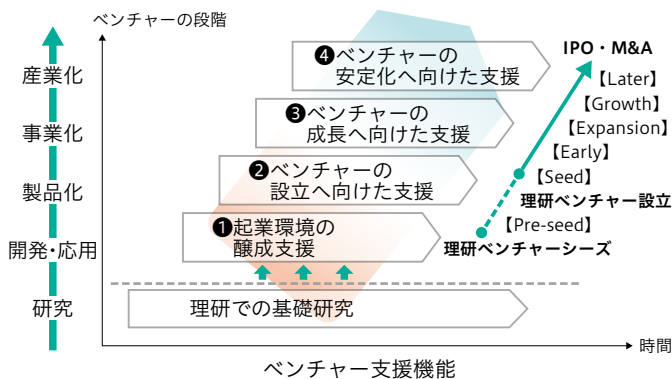 ベンチャーの段階
産業化
事業化
製品化
開発・応用
研究
❹ベンチャーの
安定化へ向けた支援
❸ベンチャーの
成長へ向けた支援
❷ベンチャーの
設立へ向けた支援
❶起業環境の
醸成支援
理研での基礎研究
IPO・M&A
【Later】
【Growth】
【Expansion】
【Early】
【Seed】
理研ベンチャー設立
【Pre-seed】
理研ベンチャーシーズ
時間
ベンチャー支援機能